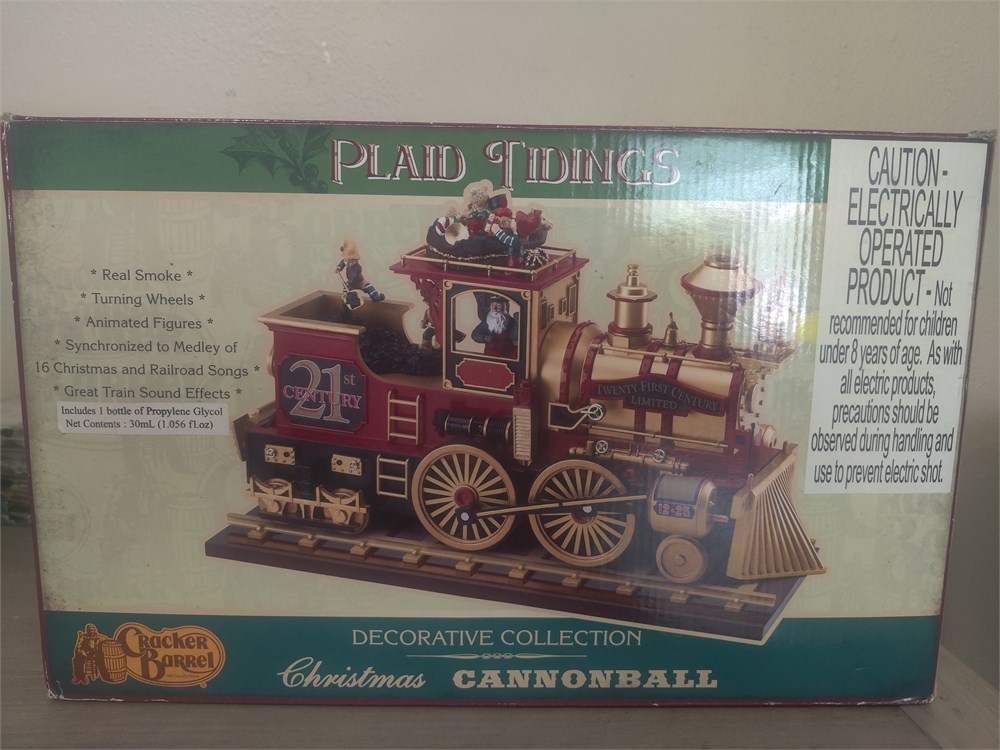 PLAID TIDINGS
* Real Smoke *
* Turning Wheels *
* Animated Figures *
* Synchronized to Medley of
16 Christmas and Railroad Songs *
* Great Train Sound Effects *
Includes 1 bottle of Propylene Glycol
Net Contents : 30mL (1.056 fl.oz)
CAUTION -
ELECTRICALLY
OPERATED
PRODUCT - Not
recommended for children
under 8 years of age. As with
all electric products,
precautions should be
observed during handling and
use to prevent electric shot.
21st
CENTURY
TWENTY FIRST CENTURY
LIMITED
12-25
Cracker
Barrel
DECORATIVE COLLECTION
Christmas CANNONBALL